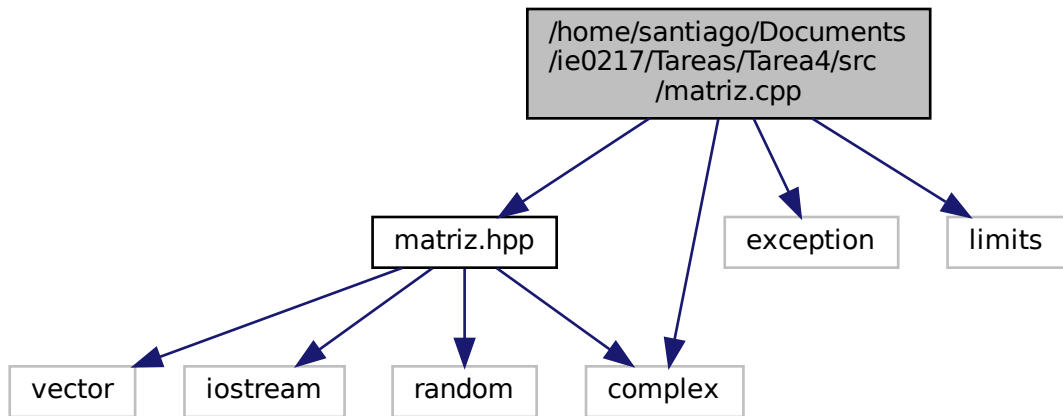 /home/santiago/Documents
/ie0217/Tareas/Tarea4/src
/matriz.cpp
matriz.hpp
exception
limits
vector
iostream
random
complex